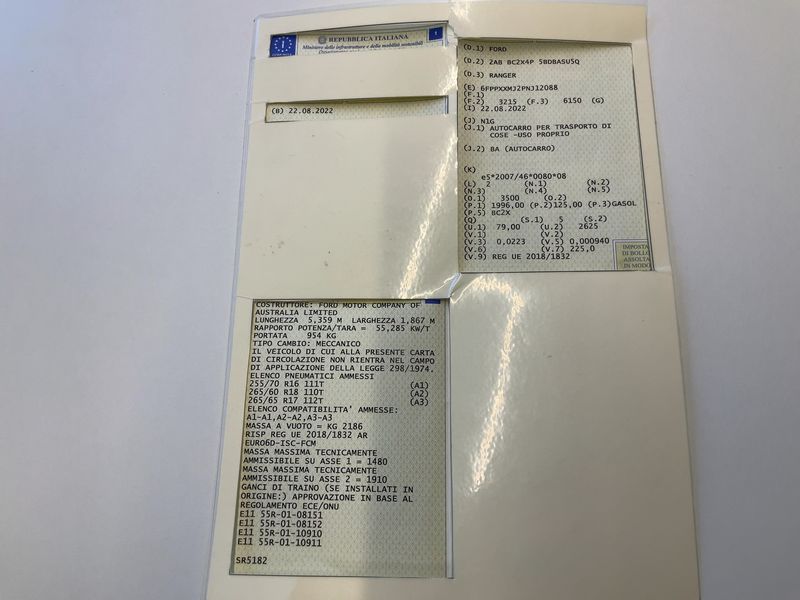 REPUBBLICA ITALIANA
Ministero delle infrastrutture e della mobilità sostenibili
1
(B) 22.08.2022
(D.1) FORD
(D.2) 2AB BC2X4P 5BDBASU5Q
(D.3) RANGER
(E) 6FPPXXMJ2PNJ12088
(F.1)
(F.2) 3215 (F.3) 6150 (G)
(I) 22.08.2022
(J) N1G
(J.1) AUTOCARRO PER TRASPORTO DI
COSE -USO PROPRIO
(J.2) BA (AUTOCARRO)
(K)
e5*2007/46*0080*08
(L) 2 (N.1) (N.2)
(N.3) (N.4) (N.5)
(O.1) 3500 (O.2)
(P.1) 1996,00 (P.2)125,00 (P.3)GASOL
(P.5) BC2X
(Q) (S.1) 5 (S.2)
(U.1) 79,00 (U.2) 2625
(V.1) (V.2)
(V.3) 0,0223 (V.5) 0,000940
(V.6) (V.7) 225,0
(V.9) REG UE 2018/1832
IMPOSTA
DI BOLLO
ASSOLTA
IN MODO
COSTRUTTORE: FORD MOTOR COMPANY OF
AUSTRALIA LIMITED
LUNGHEZZA 5,359 M LARGHEZZA 1,867 M
RAPPORTO POTENZA/TARA = 55,285 KW/T
PORTATA 954 KG
TIPO CAMBIO: MECCANICO
IL VEICOLO DI CUI ALLA PRESENTE CARTA
DI CIRCOLAZIONE NON RIENTRA NEL CAMPO
DI APPLICAZIONE DELLA LEGGE 298/1974.
ELENCO PNEUMATICI AMMESSI
255/70 R16 111T (A1)
265/60 R18 110T (A2)
265/65 R17 112T (A3)
ELENCO COMPATIBILITA' AMMESSE:
A1-A1,A2-A2,A3-A3
MASSA A VUOTO = KG 2186
RISP REG UE 2018/1832 AR
EURO6D-ISC-FCM
MASSA MASSIMA TECNICAMENTE
AMMISSIBILE SU ASSE 1 = 1480
MASSA MASSIMA TECNICAMENTE
AMMISSIBILE SU ASSE 2 = 1910
GANCI DI TRAINO (SE INSTALLATI IN
ORIGINE:) APPROVAZIONE IN BASE AL
REGOLAMENTO ECE/ONU
E11 55R-01-08151
E11 55R-01-08152
E11 55R-01-10910
E11 55R-01-10911
SR5182